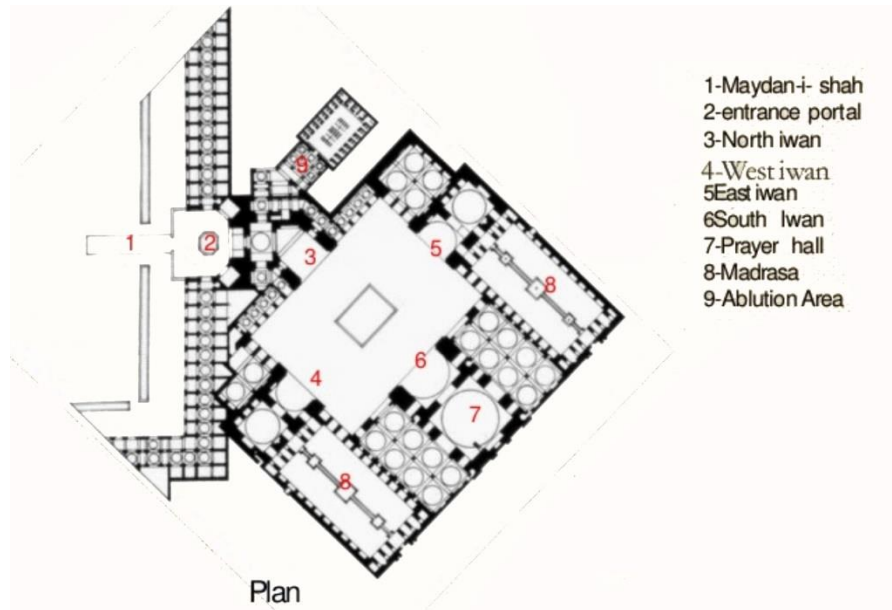 1-Maydan-i- shah
2-entrance portal
3-North iwan
4-West iwan
5East iwan
6South Iwan
7-Prayer hall
8-Madrasa
9-Ablution Area
9
1
2
3
5
8
6
4
7
8
Plan